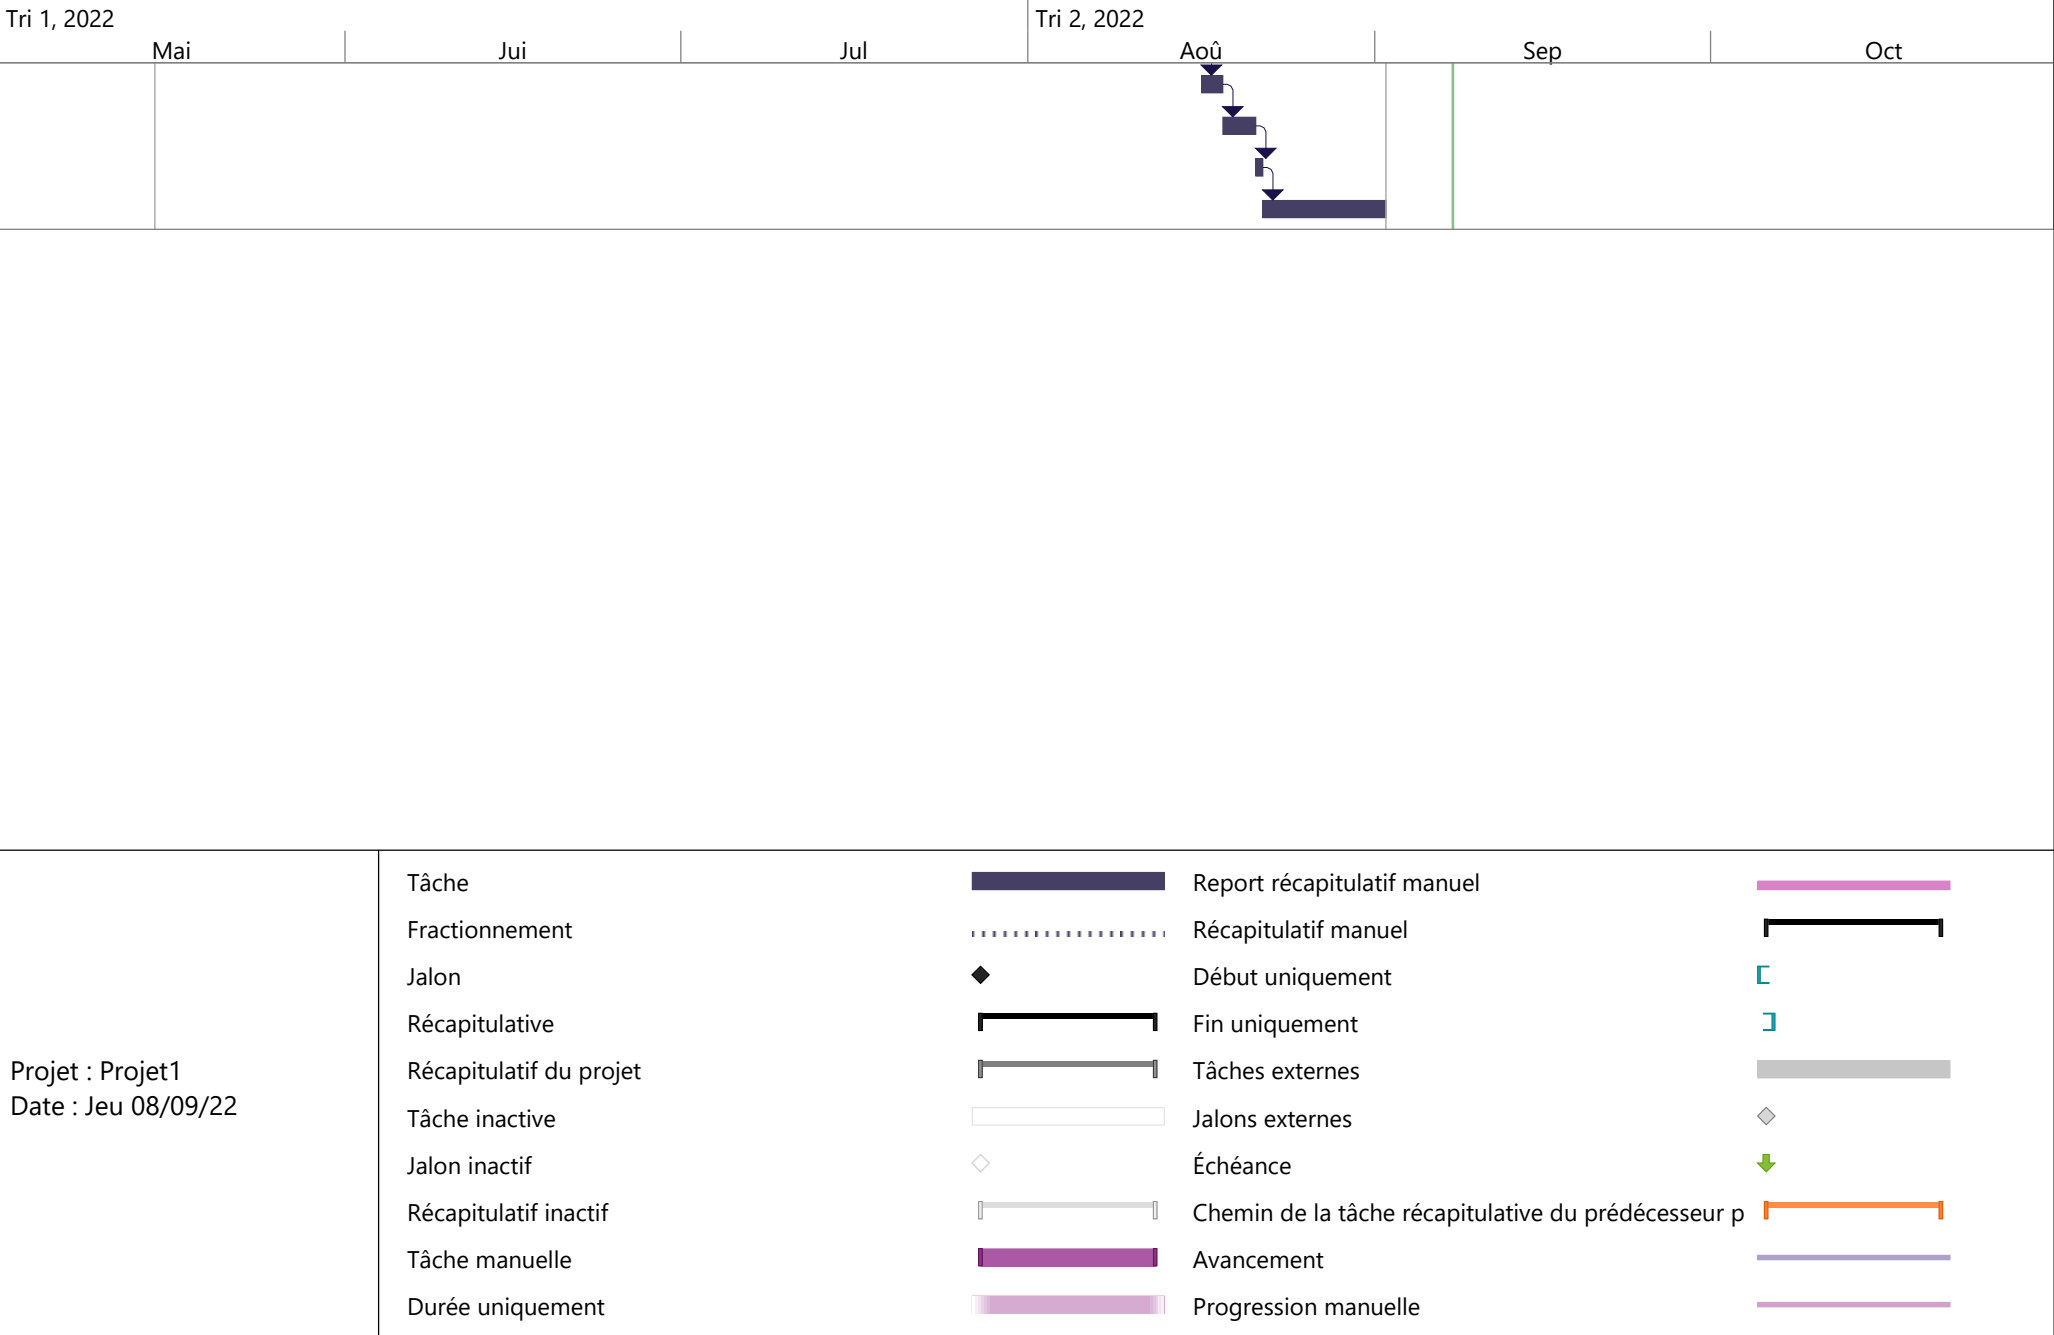 Tri 1, 2022 Tri 2, 2022
Mai Jui Jul Aoû Sep Oct
Tâche Report récapitulatif manuel
Fractionnement Récapitulatif manuel
Jalon Début uniquement
Récapitulative Fin uniquement
Projet : Projet1
Date : Jeu 08/09/22
Récapitulatif du projet Tâches externes
Tâche inactive Jalons externes
Jalon inactif Échéance
Récapitulatif inactif Chemin de la tâche récapitulative du prédécesseur p
Tâche manuelle Avancement
Durée uniquement Progression manuelle